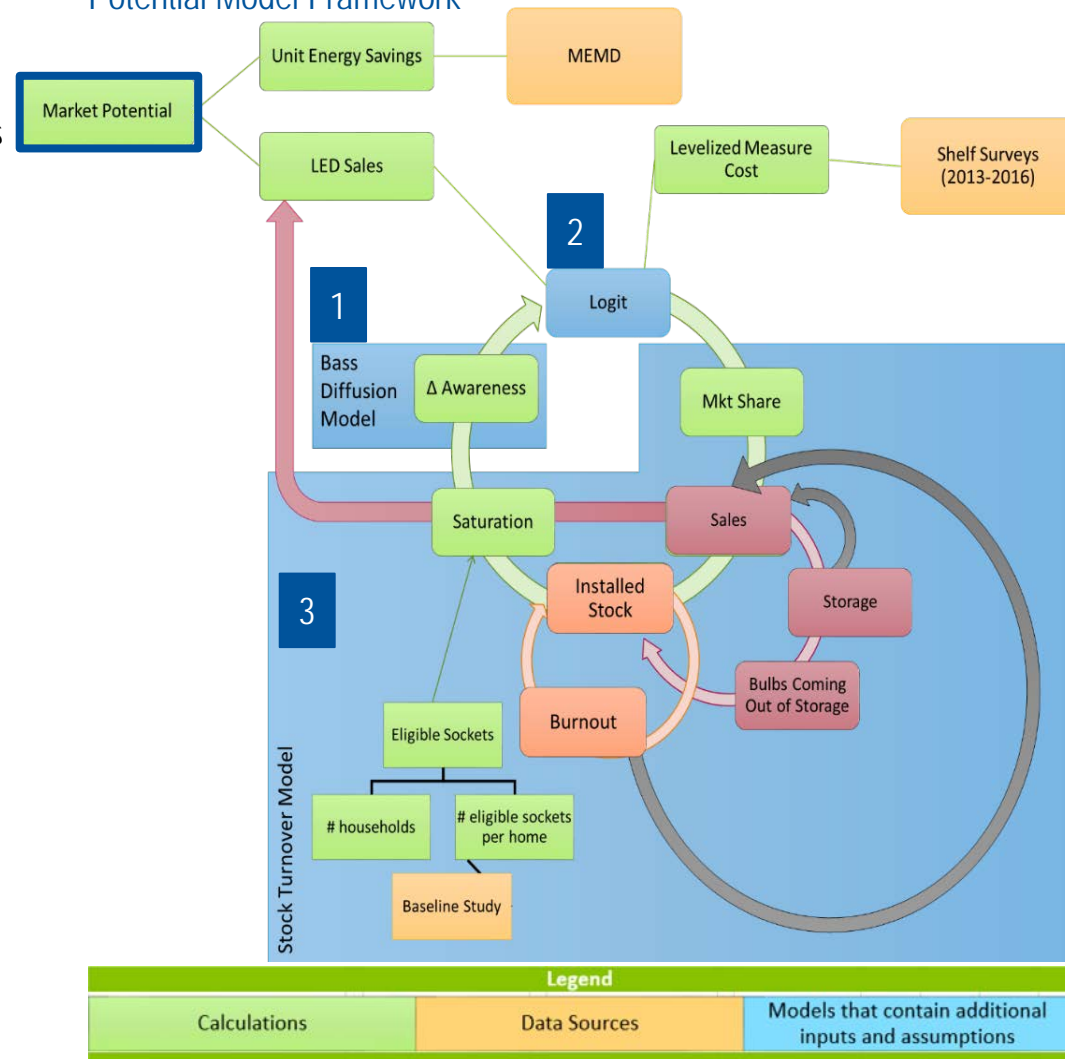 Potential Model Framework
Unit Energy Savings
MEMD
Market Potential
s
LED Sales
Levelized Measure
Cost
Shelf Surveys
(2013-2016)
2
Logit
1
Bass
Diffusion
Model
Δ Awareness
Mkt Share
Saturation
Sales
3
Installed
Stock
Storage
Burnout
Bulbs Coming
Out of Storage
Eligible Sockets
# households
# eligible sockets
per home
Baseline Study
Stock Turnover Model
Legend
Calculations
Data Sources
Models that contain additional
inputs and assumptions